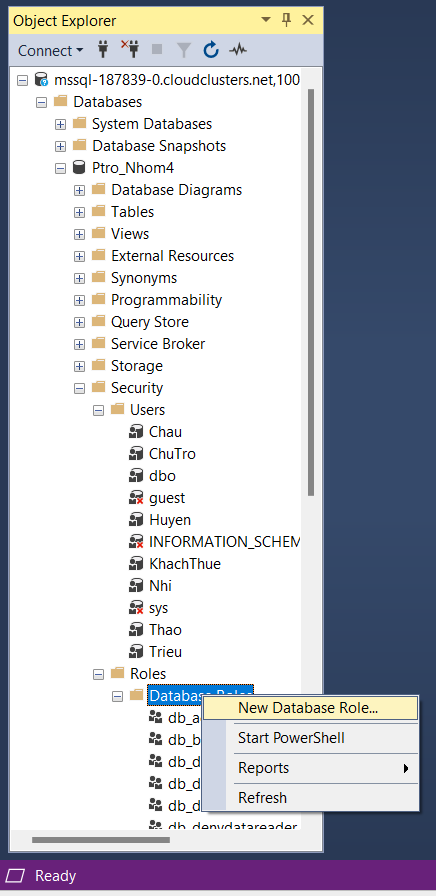 Object Explorer
Connect
mssql-187839-0.cloudclusters.net,100
Databases
System Databases
Database Snapshots
Ptro_Nhom4
Database Diagrams
Tables
Views
External Resources
Synonyms
Programmability
Query Store
Service Broker
Storage
Security
Users
Chau
ChuTro
dbo
guest
Huyen
INFORMATION_SCHEM
KhachThue
Nhi
sys
Thao
Trieu
Roles
Database Roles
New Database Role...
db_a
Start PowerShell
db_b
db_d
Reports
db_d
Refresh
db_d
db_denydatareader
Ready